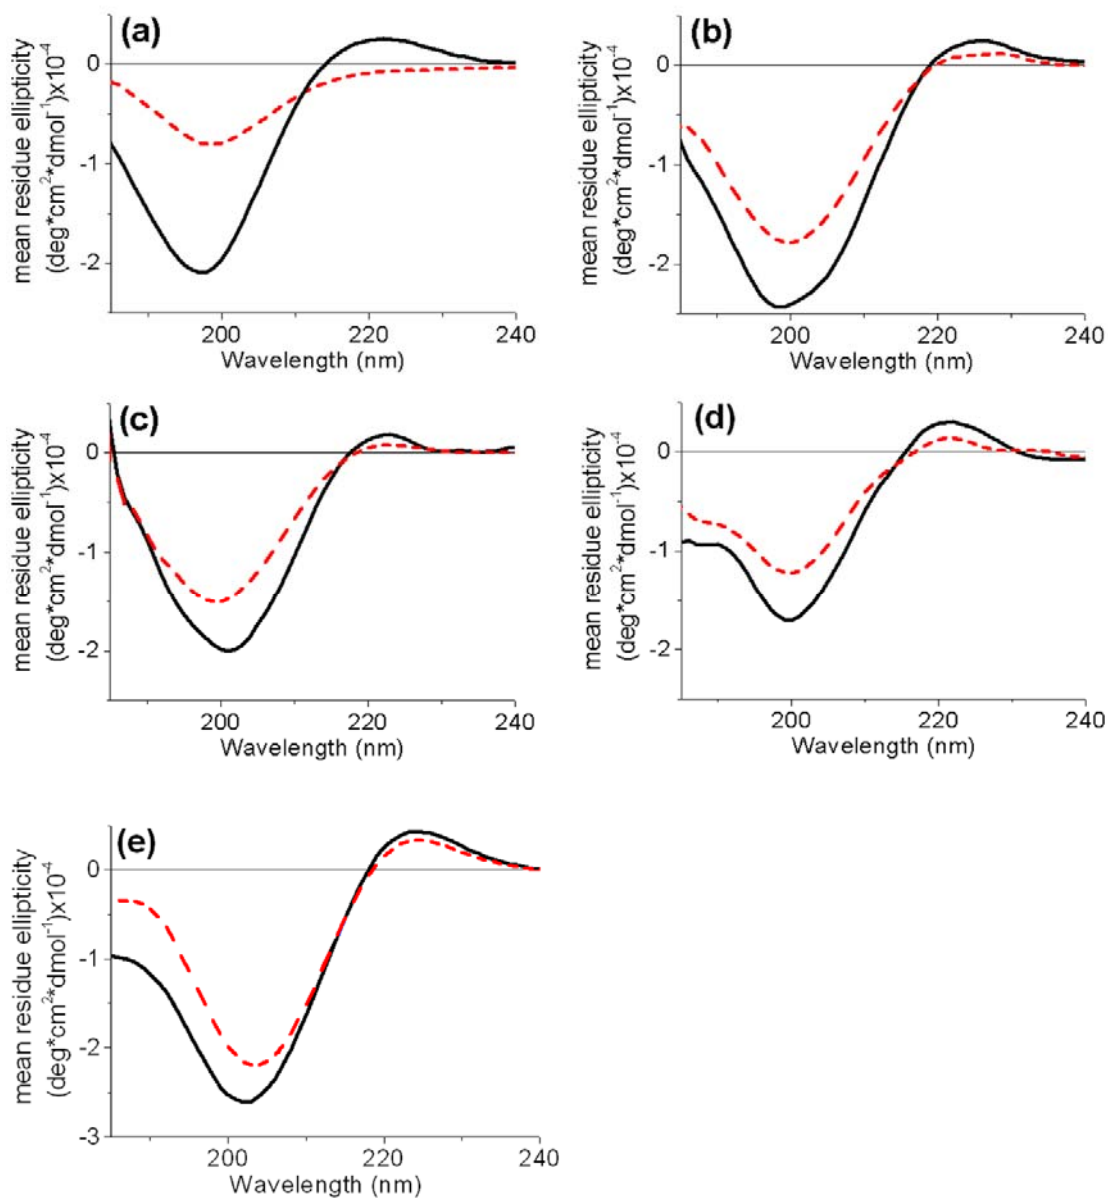 (a)
mean residue ellipticity
(deg*cm²*dmol⁻¹)x10⁻⁴
0
-1
-2
200
220
240
Wavelength (nm)
(b)
mean residue ellipticity
(deg*cm²*dmol⁻¹)x10⁻⁴
0
-1
-2
200
220
240
Wavelength (nm)
(c)
mean residue ellipticity
(deg*cm²*dmol⁻¹)x10⁻⁴
0
-1
-2
200
220
240
Wavelength (nm)
(d)
mean residue ellipticity
(deg*cm²*dmol⁻¹)x10⁻⁴
0
-1
-2
200
220
240
Wavelength (nm)
(e)
mean residue ellipticity
(deg*cm²*dmol⁻¹)x10⁻⁴
0
-1
-2
-3
200
220
240
Wavelength (nm)